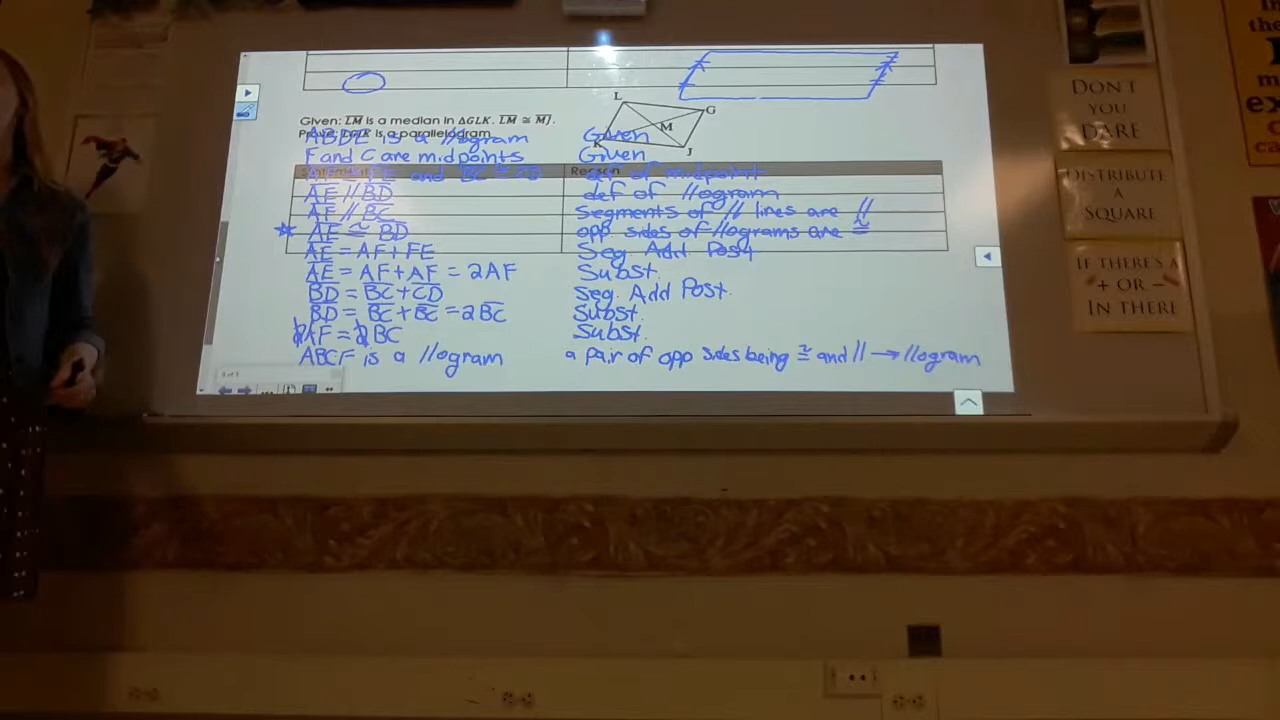 Given: LM is a median in ΔGLK. LM ≅ MJ.
is a parallelogram
L
G
M
K
J
ABDE is a //ogram Given
F and C are midpoints Given
and BC ≅ CD def of midpoint
AE // BD def of //ogram
AF // BC segments of // lines are //
☆ AE ≅ BD opp. sides of //ograms are ≅
AE = AF + FE Seg. Add. Post
AE = AF + AF = 2AF Subst.
BD = BC + CD Seg. Add Post.
BD = BC + BC = 2BC Subst.
2AF = 2BC Subst.
ABCF is a //ogram a pair of opp sides being ≅ and // → //ogram
DON'T
YOU
DARE
DISTRIBUTE
A
SQUARE
IF THERE'S A
+ OR -
IN THERE